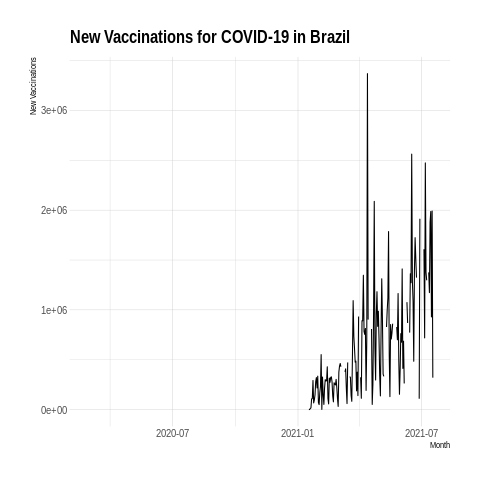 New Vaccinations for COVID-19 in Brazil
New Vaccinations
3e+06
2e+06
1e+06
0e+00
2020-07
2021-01
2021-07
Month